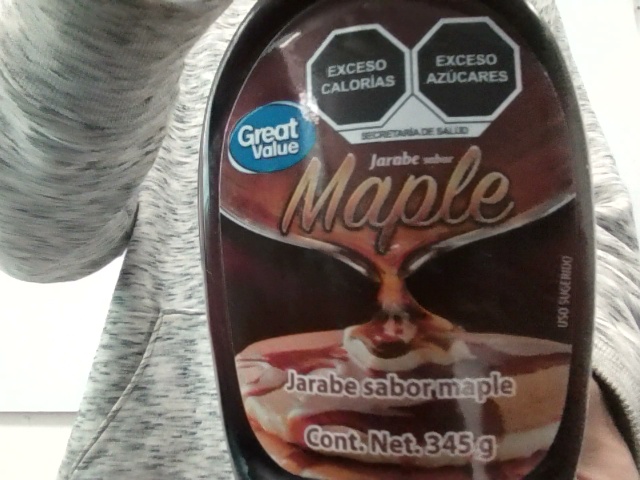 EXCESO
CALORÍAS
EXCESO
AZÚCARES
SECRETARÍA DE SALUD
Great
Value
Jarabe sabor
Maple
USO SUGERIDO
Jarabe sabor maple
Cont. Net. 345 g